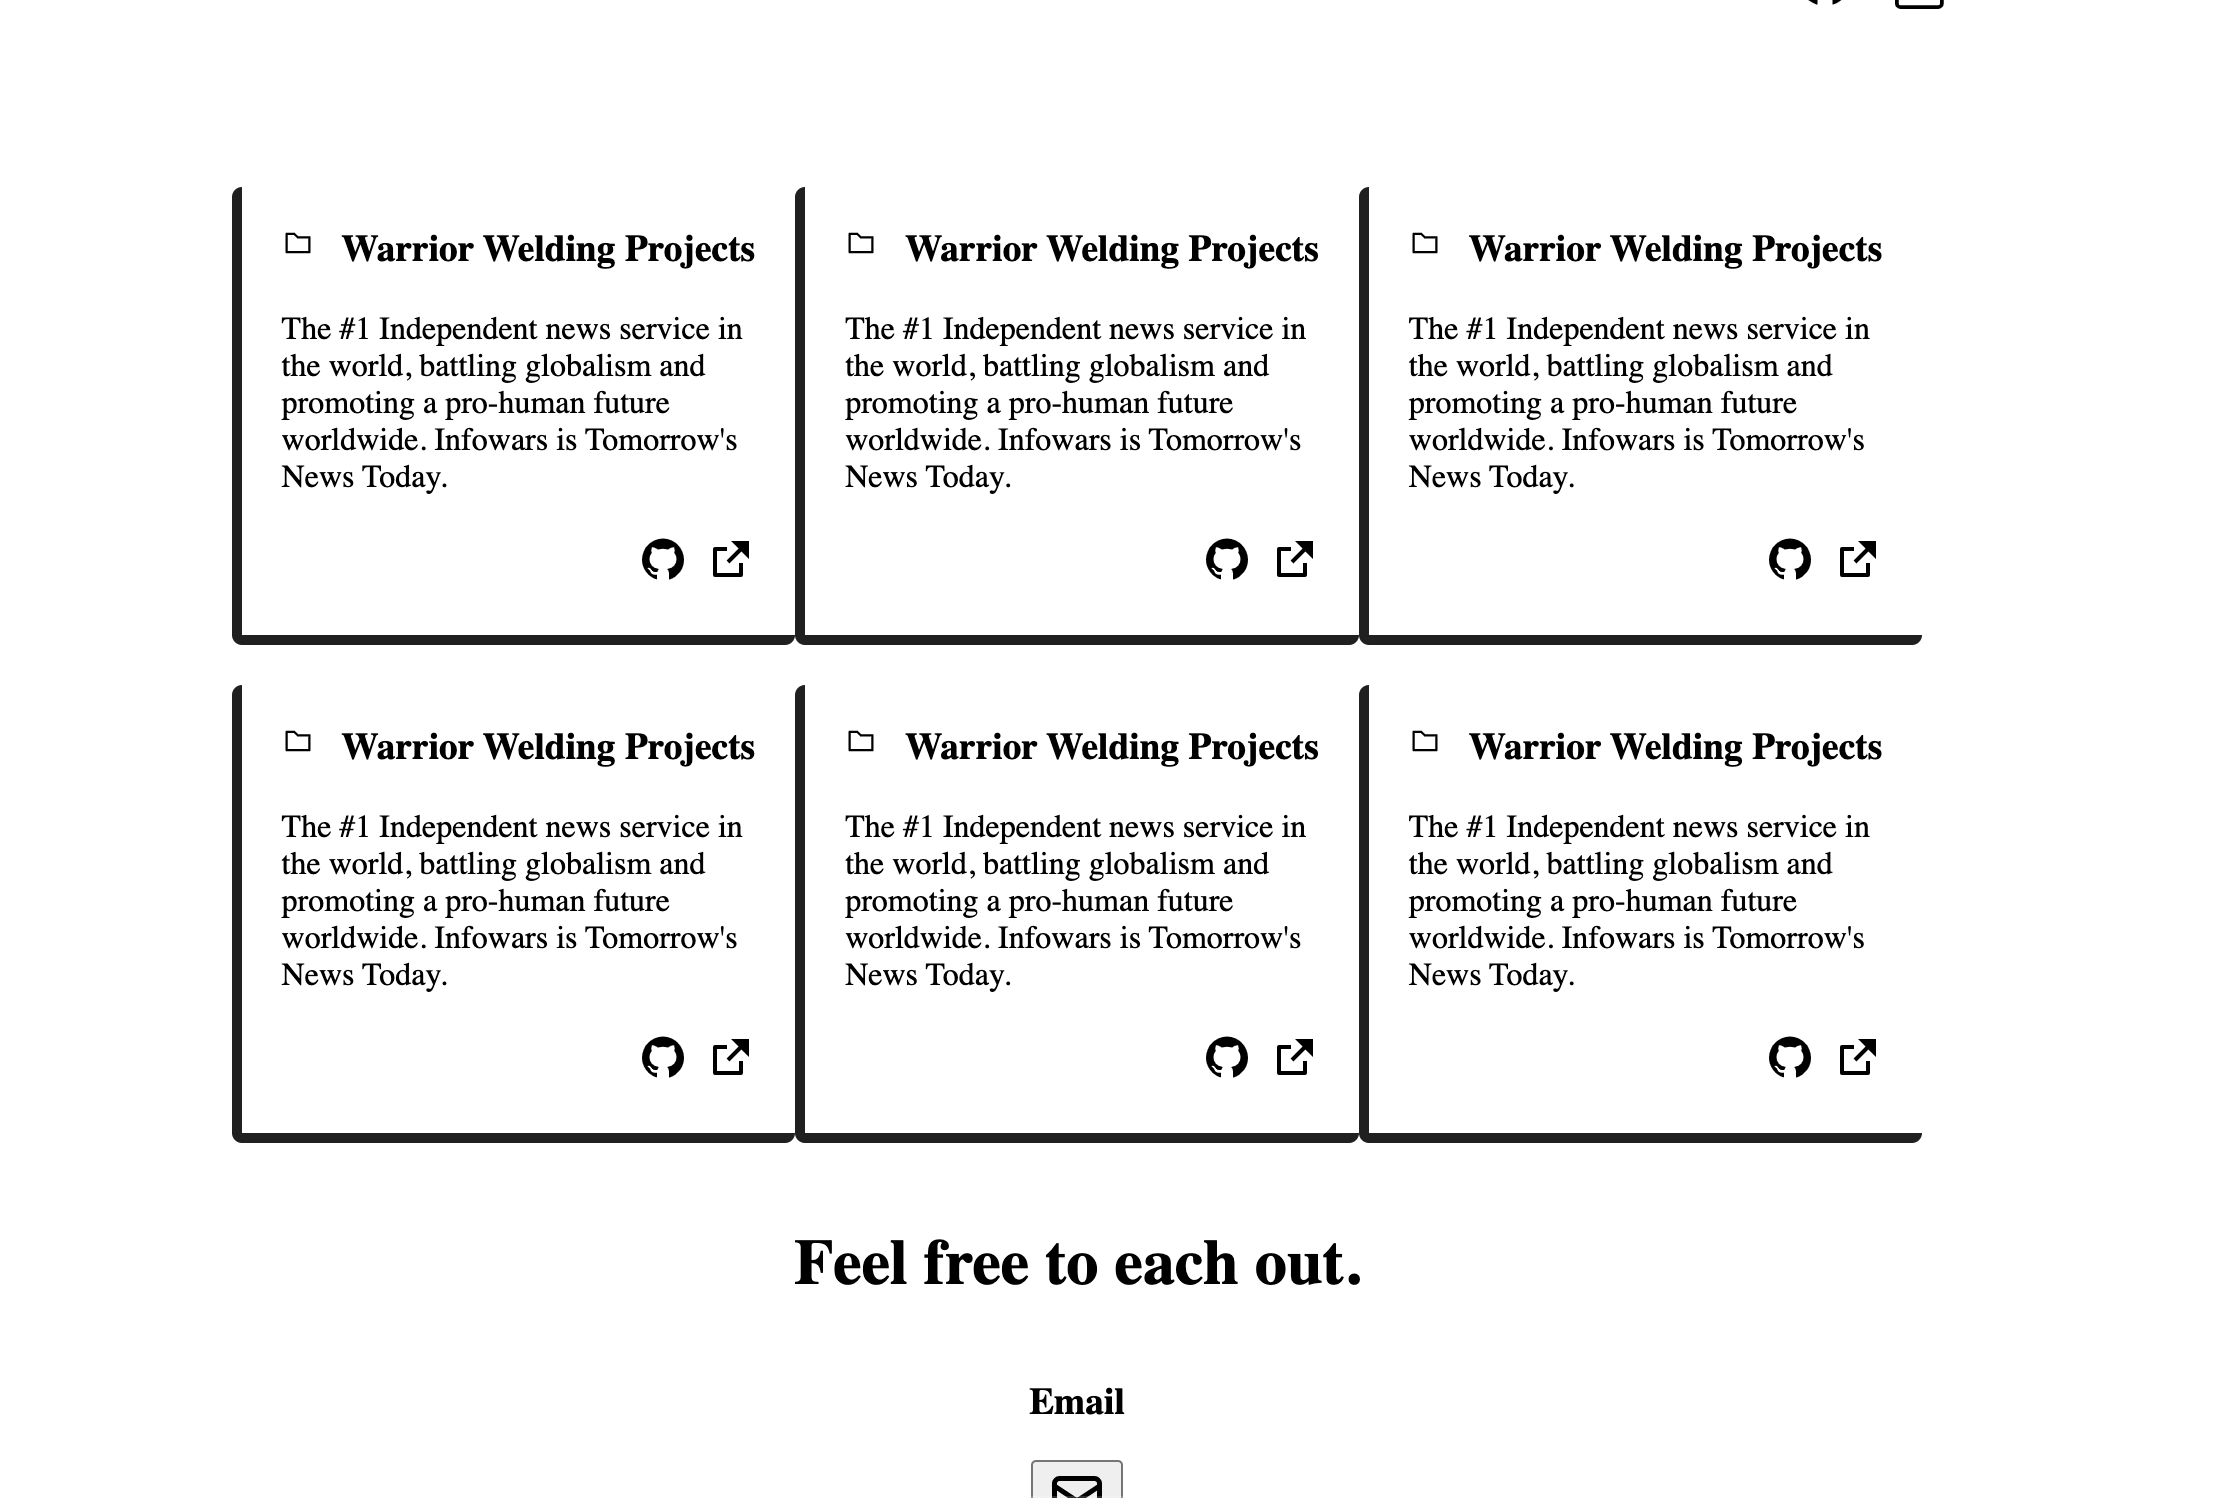 Warrior Welding Projects
The #1 Independent news service in
the world, battling globalism and
promoting a pro-human future
worldwide. Infowars is Tomorrow's
News Today.
Warrior Welding Projects
The #1 Independent news service in
the world, battling globalism and
promoting a pro-human future
worldwide. Infowars is Tomorrow's
News Today.
Warrior Welding Projects
The #1 Independent news service in
the world, battling globalism and
promoting a pro-human future
worldwide. Infowars is Tomorrow's
News Today.
Warrior Welding Projects
The #1 Independent news service in
the world, battling globalism and
promoting a pro-human future
worldwide. Infowars is Tomorrow's
News Today.
Warrior Welding Projects
The #1 Independent news service in
the world, battling globalism and
promoting a pro-human future
worldwide. Infowars is Tomorrow's
News Today.
Warrior Welding Projects
The #1 Independent news service in
the world, battling globalism and
promoting a pro-human future
worldwide. Infowars is Tomorrow's
News Today.
Feel free to each out.
Email